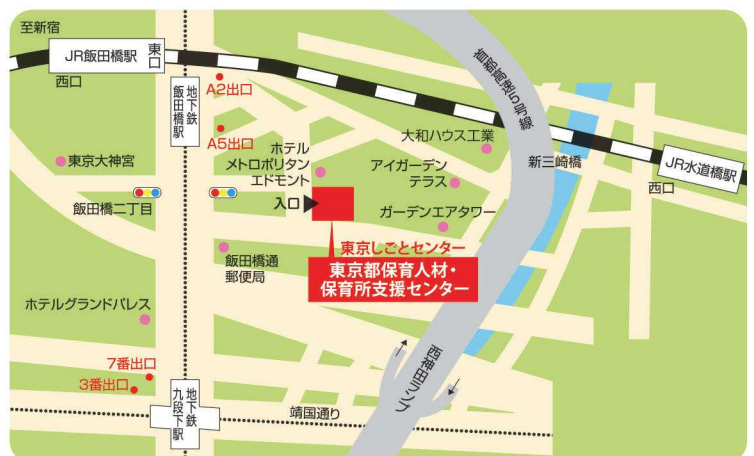 至新宿
JR飯田橋駅
東口
西口
地下鉄
飯田橋駅
A2出口
A5出口
首都高速5号線
大和ハウス工業
ホテル
メトロポリタン
エドモント
アイガーデン
テラス
新三崎橋
JR水道橋駅
西口
東京大神宮
飯田橋二丁目
入口
ガーデンエアタワー
飯田橋通
郵便局
東京しごとセンター
東京都保育人材・
保育所支援センター
ホテルグランドパレス
7番出口
3番出口
西神田ランプ
地下鉄
九段下駅
靖国通り